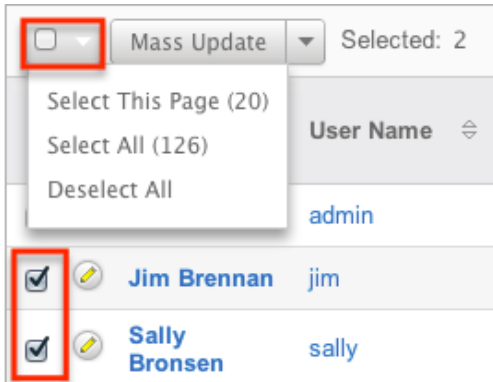 Mass Update Selected: 2
Select This Page (20)
Select All (126)
Deselect All
User Name
admin
Jim Brennan jim
Sally
Bronsen sally